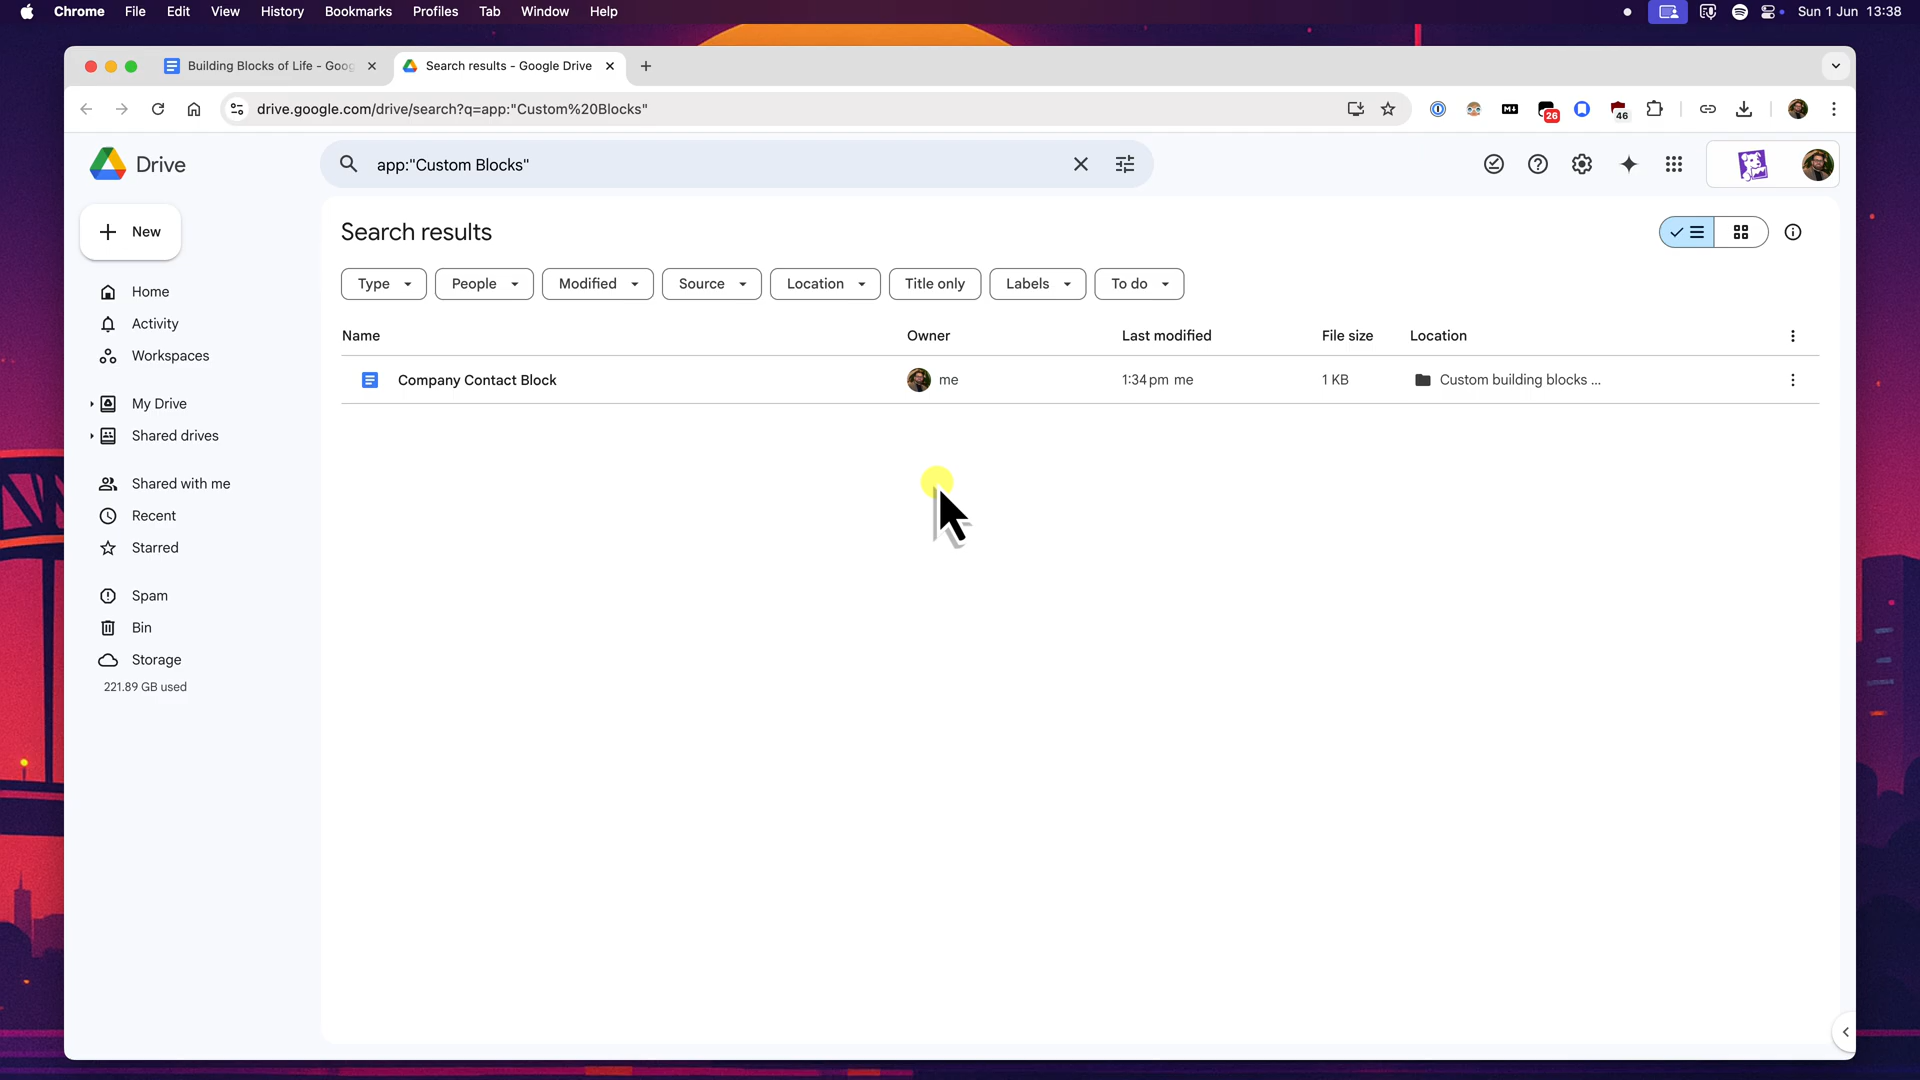 Chrome File Edit View History Bookmarks Profiles Tab Window Help Sun 1 Jun 13:38
Building Blocks of Life - Goog Search results - Google Drive
drive.google.com/drive/search?q=app:"Custom%20Blocks" 26 46
Drive app:"Custom Blocks"
New
Home
Activity
Workspaces
My Drive
Shared drives
Shared with me
Recent
Starred
Spam
Bin
Storage
221.89 GB used
Search results
Type People Modified Source Location Title only Labels To do
Name Owner Last modified File size Location
Company Contact Block me 1:34 pm me 1 KB Custom building blocks ...